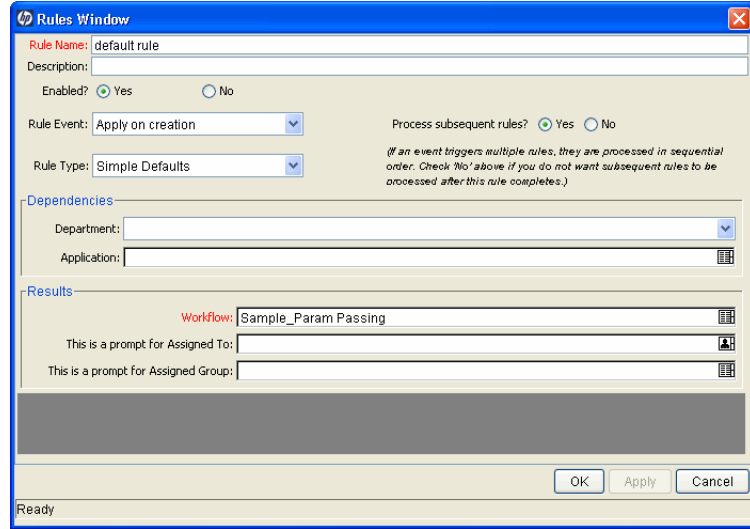 hp Rules Window
Rule Name: default rule
Description:
Enabled? Yes No
Rule Event: Apply on creation Process subsequent rules? Yes No
(If an event triggers multiple rules, they are processed in sequential
order. Check 'No' above if you do not want subsequent rules to be
processed after this rule completes.)
Rule Type: Simple Defaults
Dependencies
Department:
Application:
Results
Workflow: Sample_Param Passing
This is a prompt for Assigned To:
This is a prompt for Assigned Group:
OK Apply Cancel
Ready